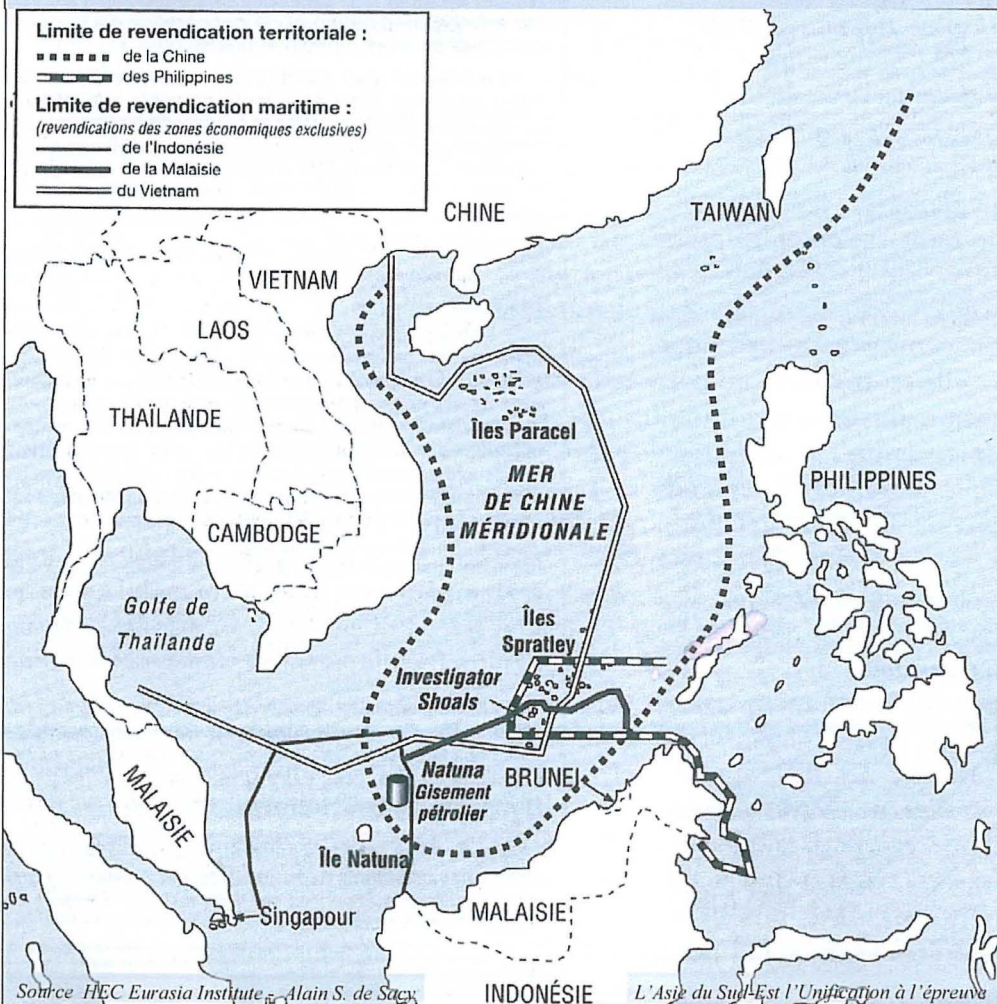 Limite de revendication territoriale :
de la Chine
des Philippines
Limite de revendication maritime :
(revendications des zones économiques exclusives)
de l'Indonésie
de la Malaisie
du Vietnam
CHINE
TAIWAN
VIETNAM
LAOS
THAÏLANDE
Îles Paracel
MER
DE CHINE
MÉRIDIONALE
PHILIPPINES
CAMBODGE
Golfe de
Thaïlande
Îles
Spratley
Investigator
Shoals
MALAISIE
Natuna
Gisement
pétrolier
BRUNEI
Île Natuna
Singapour
MALAISIE
INDONÉSIE
Source HEC Eurasia Institute - Alain S. de Sacy
L'Asie du Sud-Est l'Unification à l'épreuve